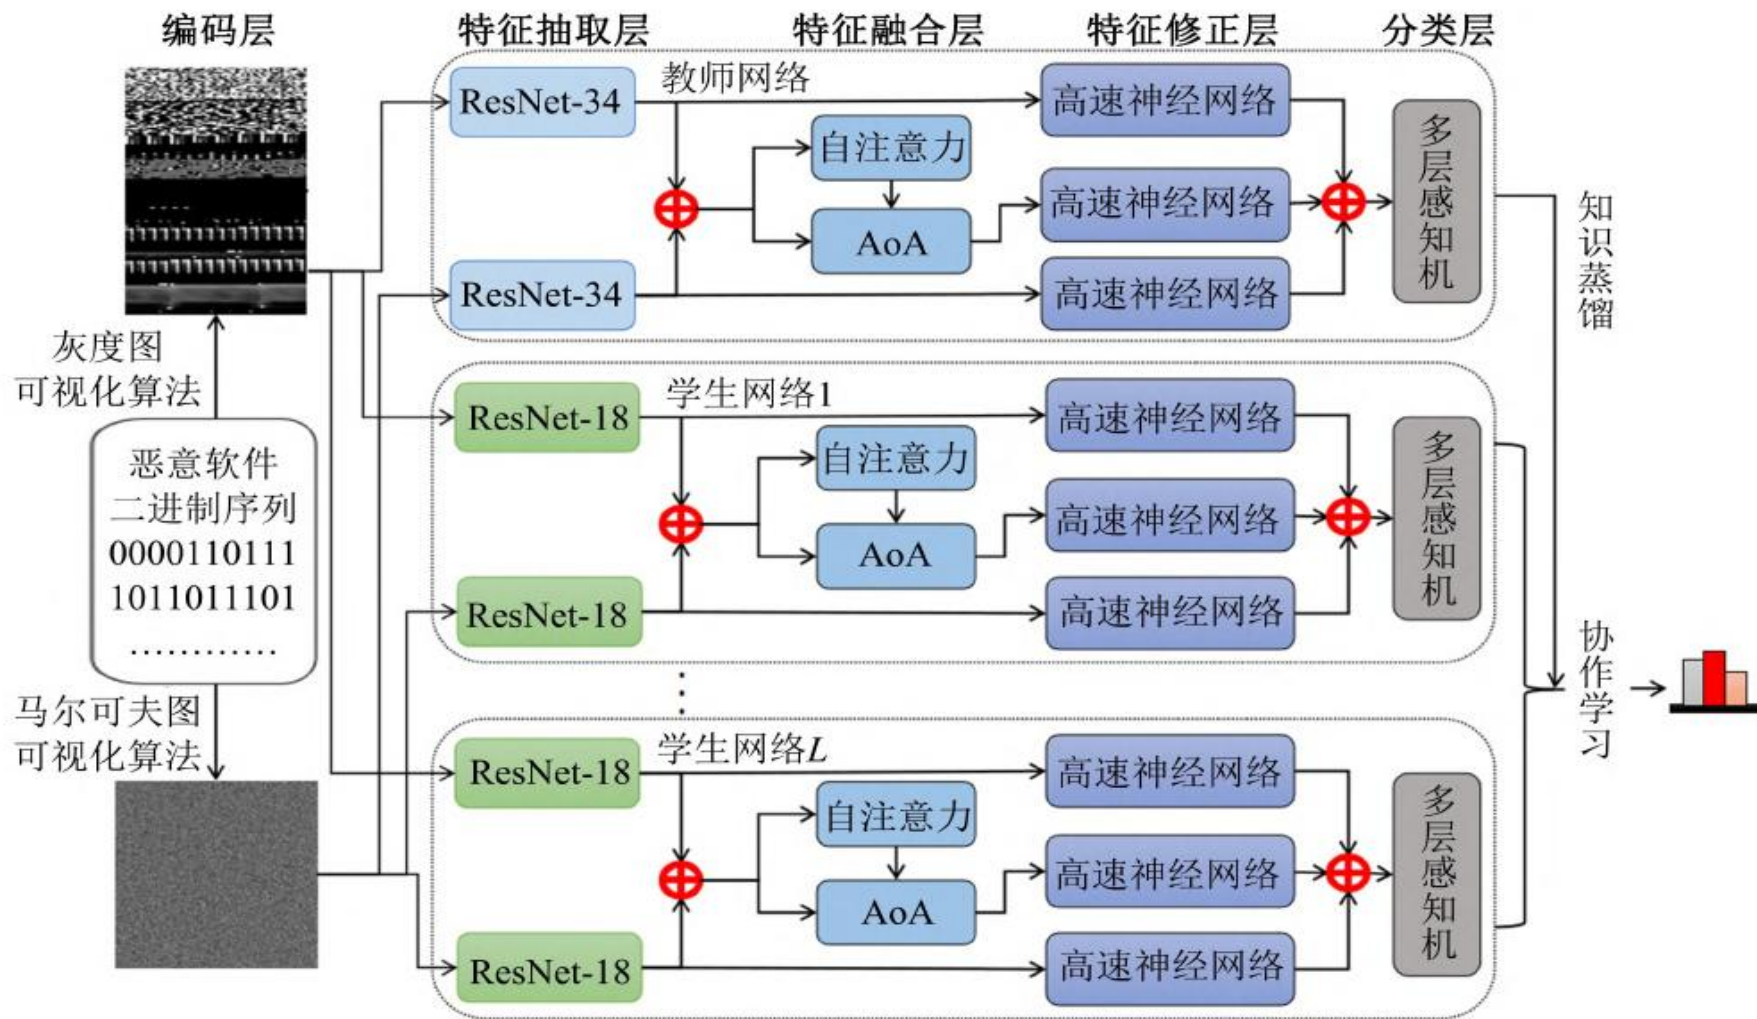 编码层
特征抽取层
特征融合层
特征修正层
分类层
灰度图
可视化算法
恶意软件
二进制序列
0000110111
1011011101
…………
马尔可夫图
可视化算法
教师网络
ResNet-34
ResNet-34
自注意力
AoA
高速神经网络
高速神经网络
高速神经网络
多层感知机
学生网络1
ResNet-18
ResNet-18
自注意力
AoA
高速神经网络
高速神经网络
高速神经网络
多层感知机
学生网络L
ResNet-18
ResNet-18
自注意力
AoA
高速神经网络
高速神经网络
高速神经网络
多层感知机
知识蒸馏
协作学习